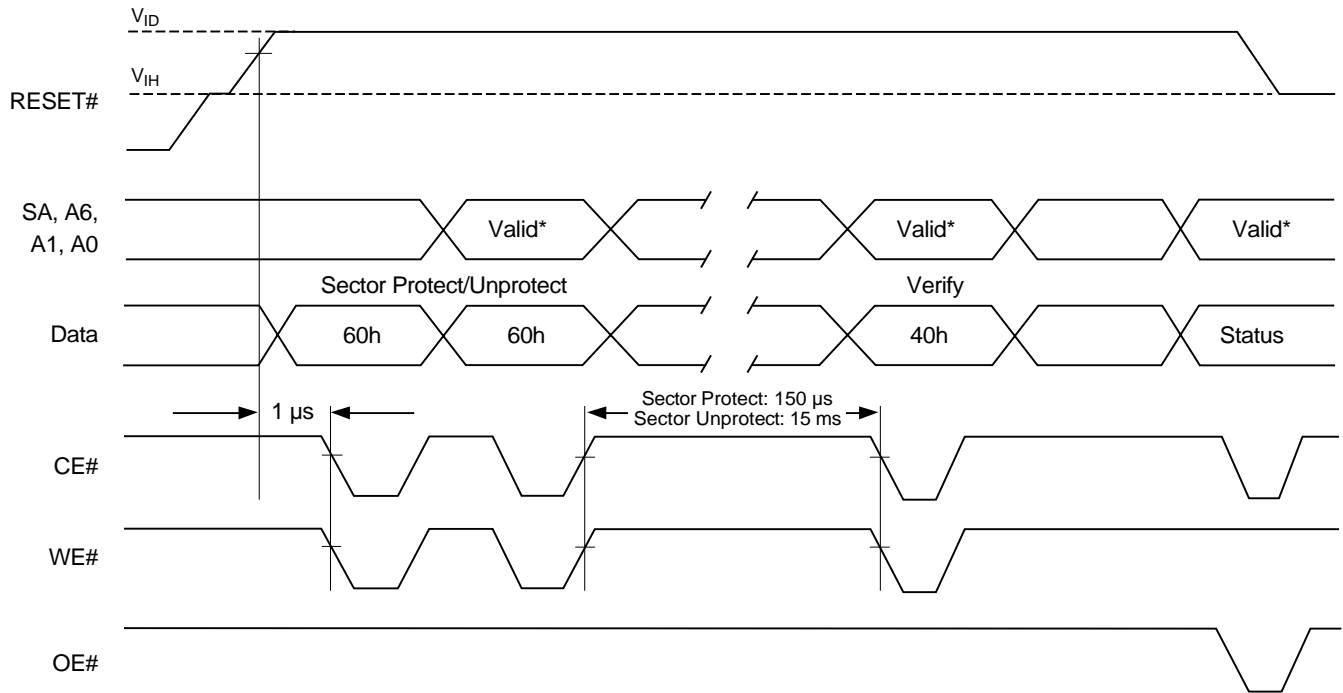 VID
VIH
RESET#
SA, A6,
A1, A0
Valid*
Valid*
Valid*
Sector Protect/Unprotect
Verify
Data
60h
60h
40h
Status
1 µs
Sector Protect: 150 µs
Sector Unprotect: 15 ms
CE#
WE#
OE#